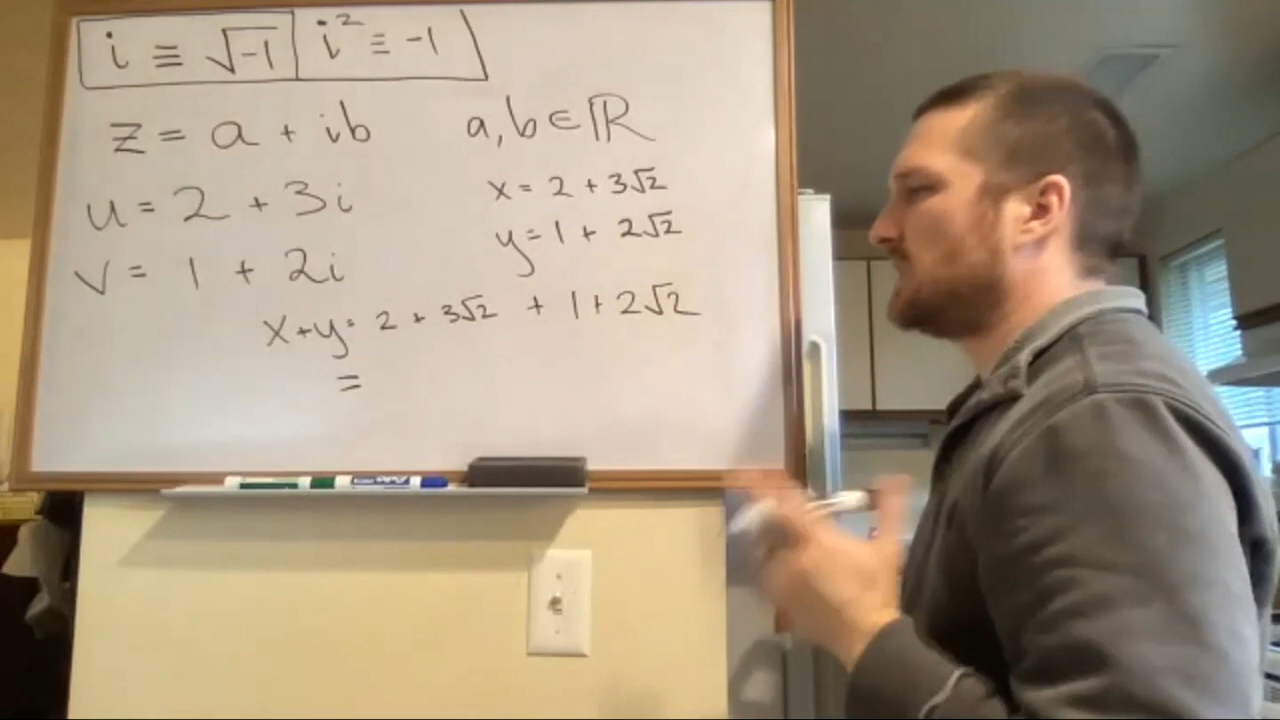 i ≡ √-1 i² ≡ -1
z = a + ib a, b ∈ ℝ
u = 2 + 3i x = 2 + 3√2
v = 1 + 2i y = 1 + 2√2
x+y = 2 + 3√2 + 1 + 2√2
=